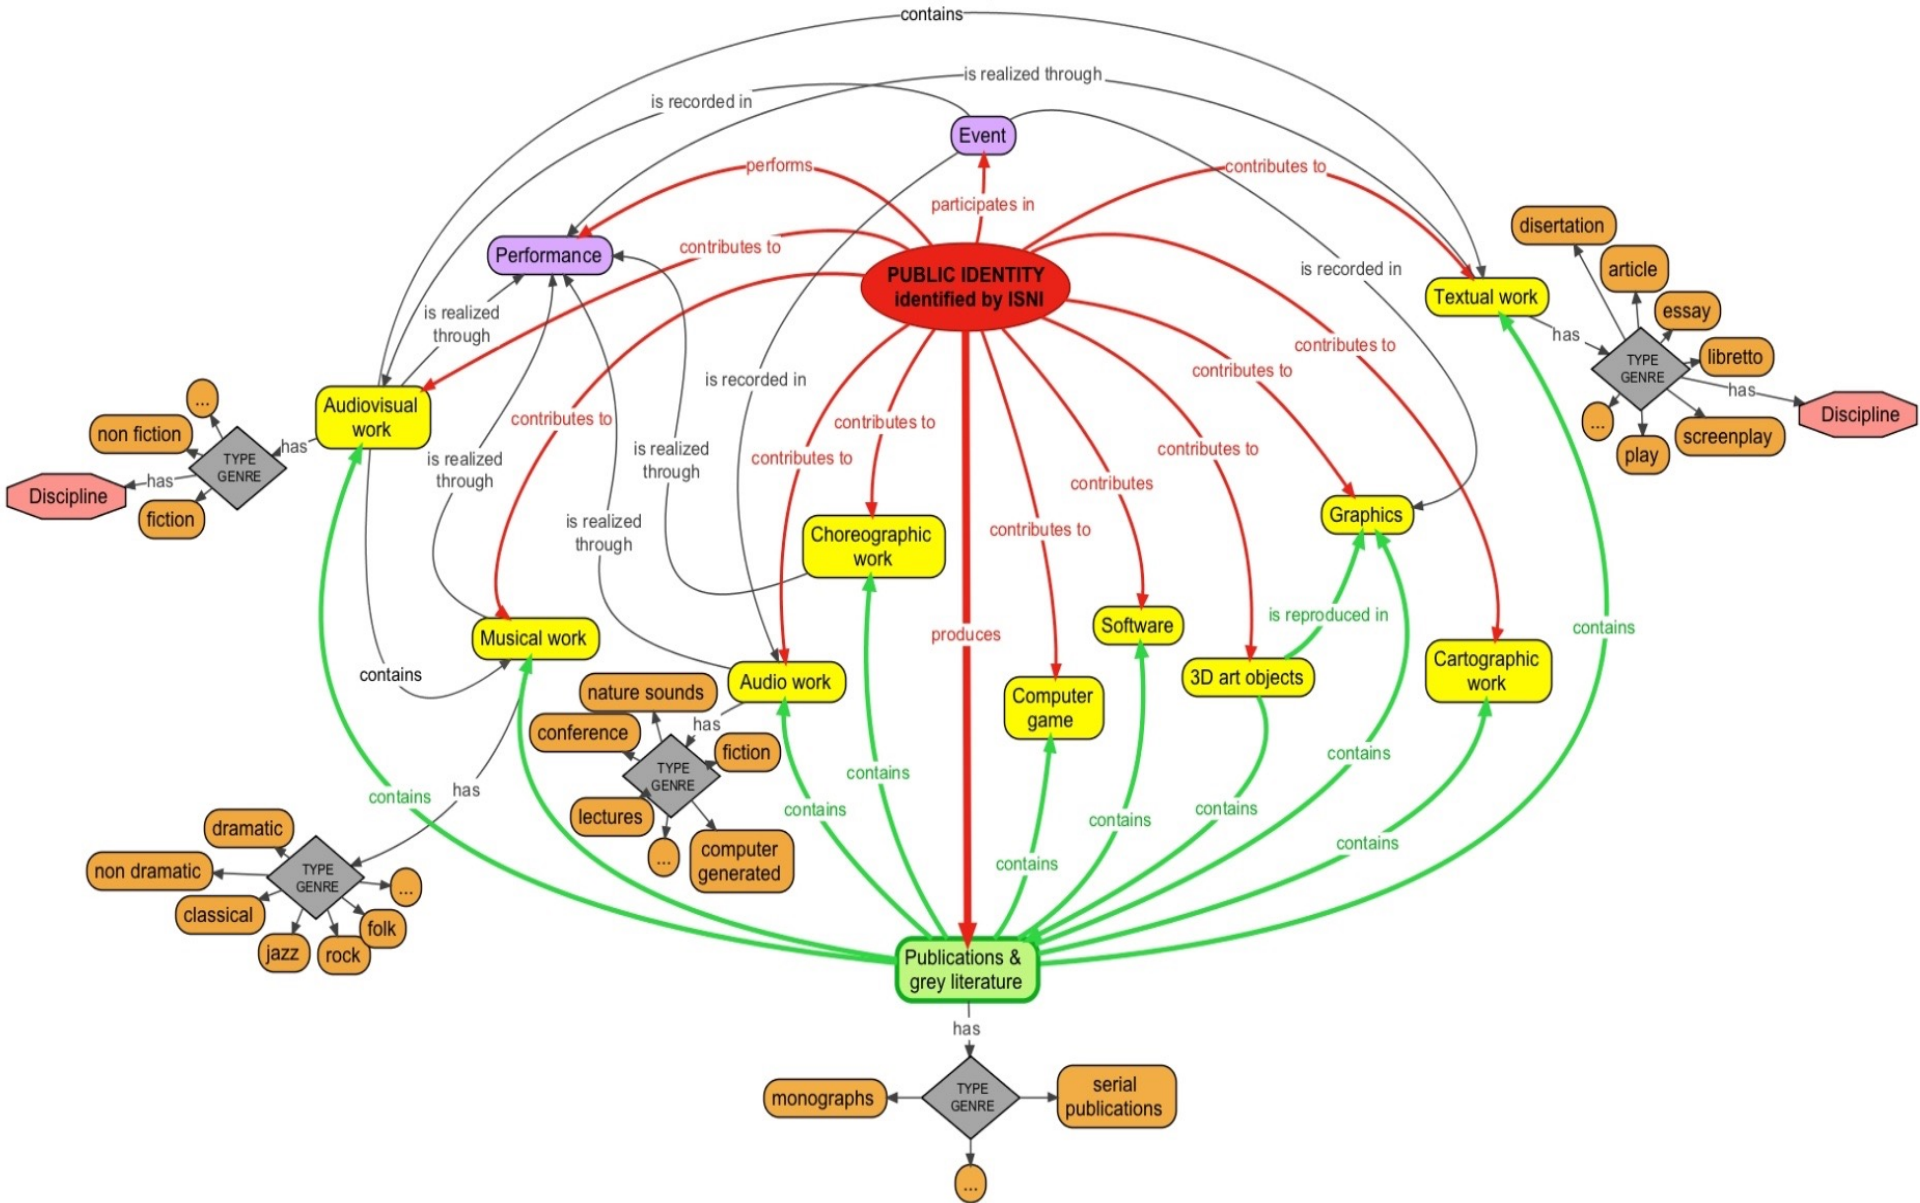 contains
is realized through
is recorded in
Event
performs
contributes to
participates in
contributes to
disertation
Performance
PUBLIC IDENTITY
identified by ISNI
is recorded in
article
Textual work
essay
is realized
through
has
libretto
TYPE
GENRE
has
Discipline
...
screenplay
play
contributes to
contributes to
is recorded in
Audiovisual
work
...
non fiction
has
TYPE
GENRE
has
Discipline
fiction
contributes to
contributes to
contributes to
contributes to
contributes to
contributes
contributes to
is realized
through
is realized
through
is realized
through
Choreographic
work
Graphics
Software
is reproduced in
contains
Musical work
produces
contains
Audio work
Computer
game
3D art objects
Cartographic
work
nature sounds
has
conference
TYPE
GENRE
fiction
lectures
...
computer
generated
contains
has
contains
contains
contains
contains
contains
contains
contains
dramatic
non dramatic
TYPE
GENRE
...
classical
folk
jazz
rock
Publications &
grey literature
has
monographs
TYPE
GENRE
serial
publications
...